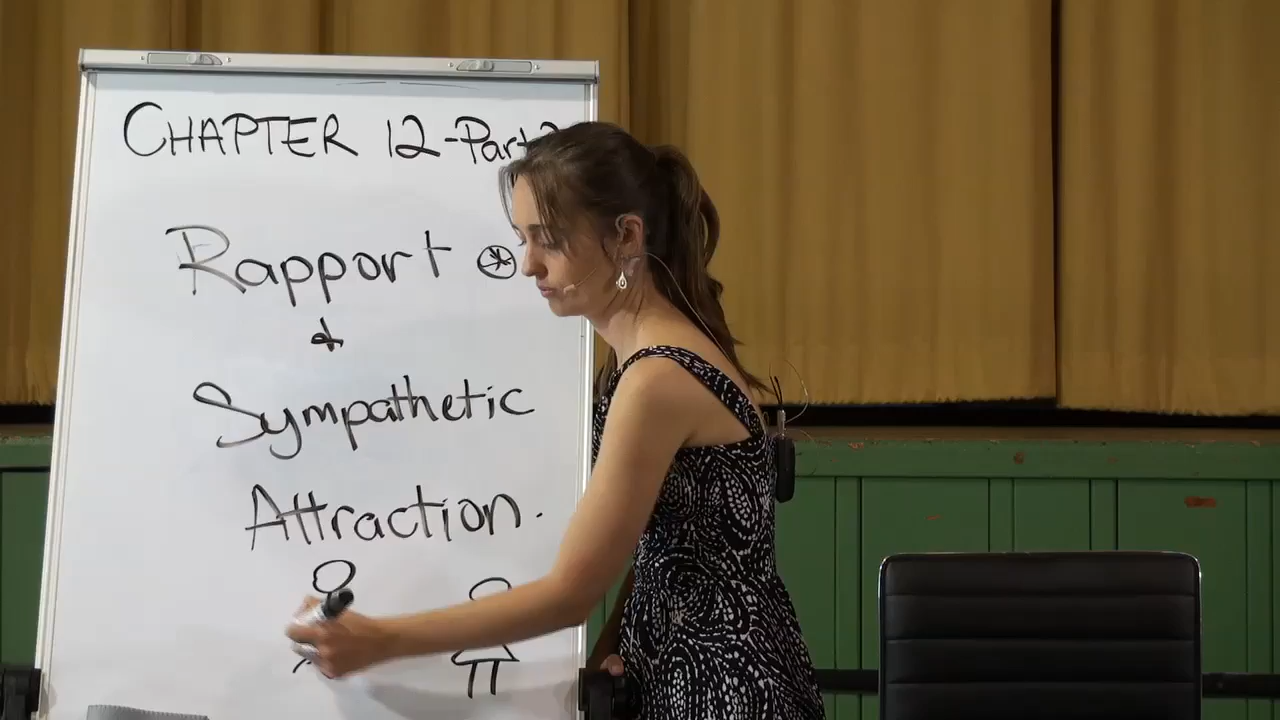 CHAPTER 12-Part
Rapport
&
Sympathetic
Attraction.